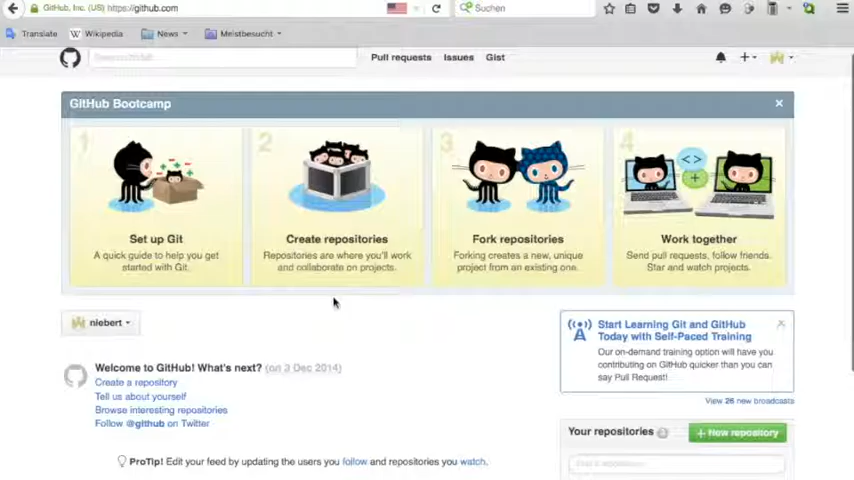 GitHub, Inc. (US) https://github.com
Suchen
Translate Wikipedia News Meistbesucht
Pull requests Issues Gist
GitHub Bootcamp
1 2 3 4
Set up Git
A quick guide to help you get
started with Git.
Create repositories
Repositories are where you'll work
and collaborate on projects.
Fork repositories
Forking creates a new, unique
project from an existing one.
Work together
Send pull requests, follow friends.
Star and watch projects.
niebert
Welcome to GitHub! What's next? (on 3 Dec 2014)
Create a repository
Tell us about yourself
Browse interesting repositories
Follow @github on Twitter
ProTip! Edit your feed by updating the users you follow and repositories you watch.
Start Learning Git and GitHub
Today with Self-Paced Training
Our on-demand training option will have you
contributing on GitHub quicker than you can
say Pull Request!
View 26 new broadcasts
Your repositories
+ New repository